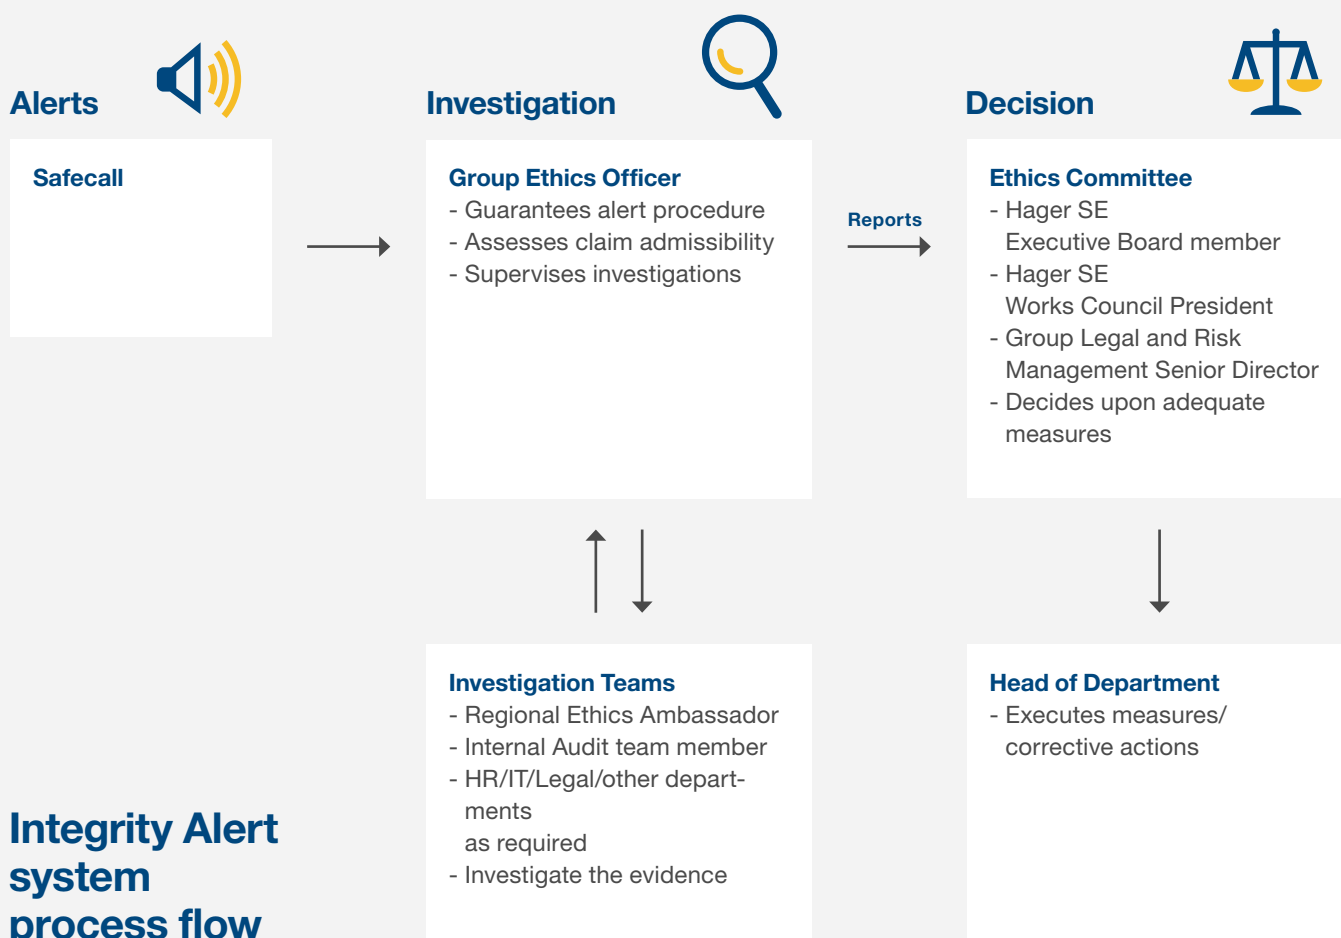 Alerts
Safecall
Investigation
Group Ethics Officer
- Guarantees alert procedure
- Assesses claim admissibility
- Supervises investigations
Reports
Decision
Ethics Committee
- Hager SE
Executive Board member
- Hager SE
Works Council President
- Group Legal and Risk
Management Senior Director
- Decides upon adequate
measures
Investigation Teams
- Regional Ethics Ambassador
- Internal Audit team member
- HR/IT/Legal/other depart-
ments
as required
- Investigate the evidence
Head of Department
- Executes measures/
corrective actions
Integrity Alert
system
process flow